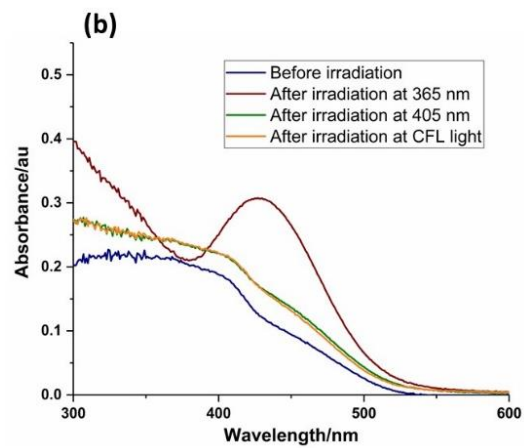 (b)
Before irradiation
After irradiation at 365 nm
After irradiation at 405 nm
After irradiation at CFL light
Absorbance/au
0.5
0.4
0.3
0.2
0.1
0.0
300
400
500
600
Wavelength/nm